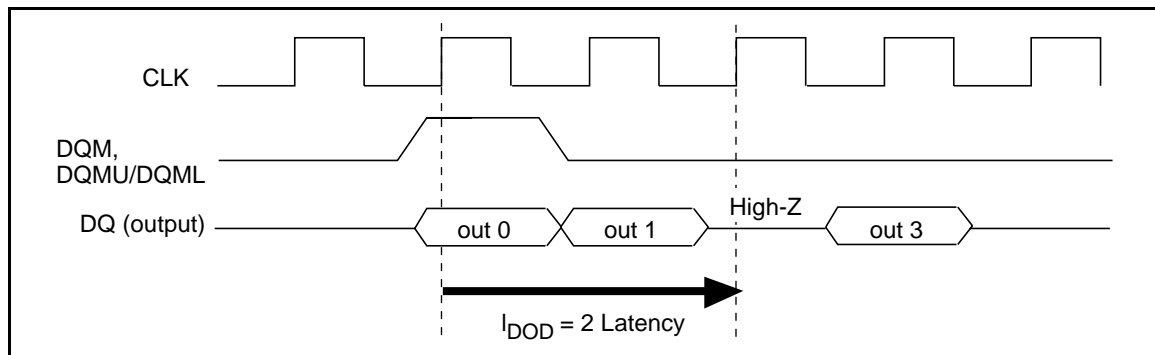 CLK
DQM,
DQMU/DQML
DQ (output)
out 0
out 1
High-Z
out 3
lDOD = 2 Latency